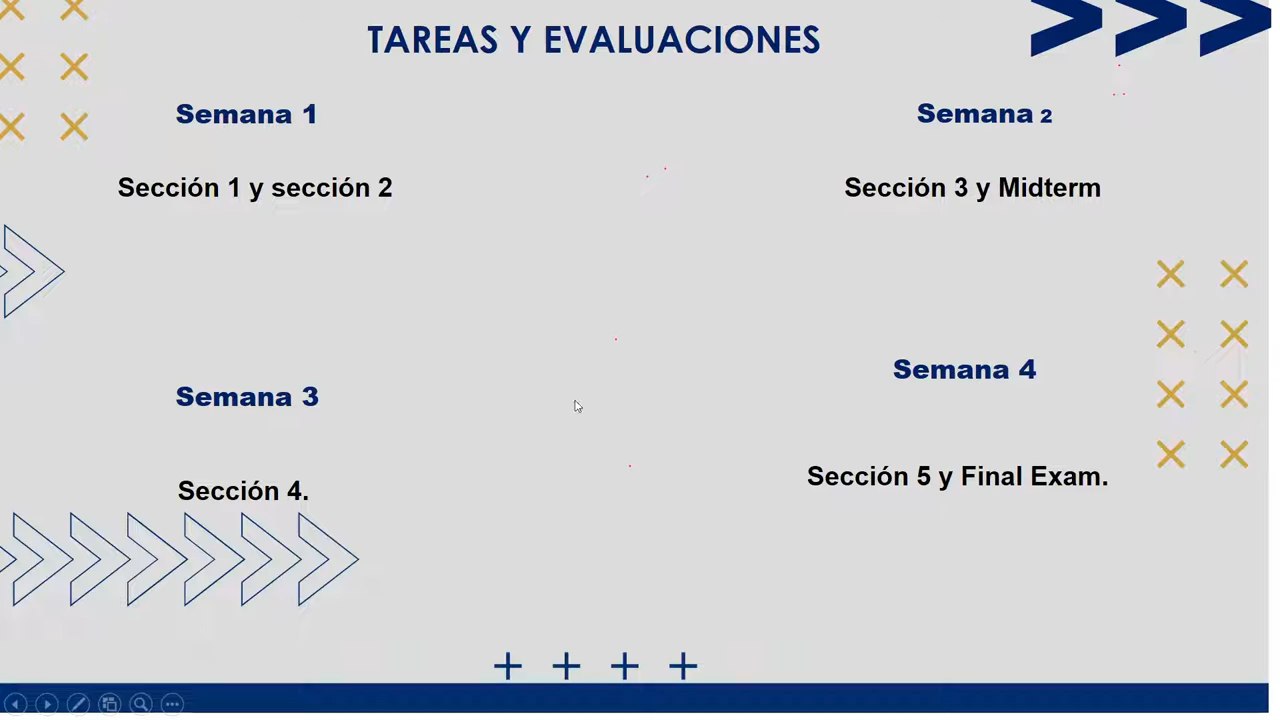 TAREAS Y EVALUACIONES
Semana 1
Sección 1 y sección 2
Semana 2
Sección 3 y Midterm
Semana 3
Sección 4.
Semana 4
Sección 5 y Final Exam.